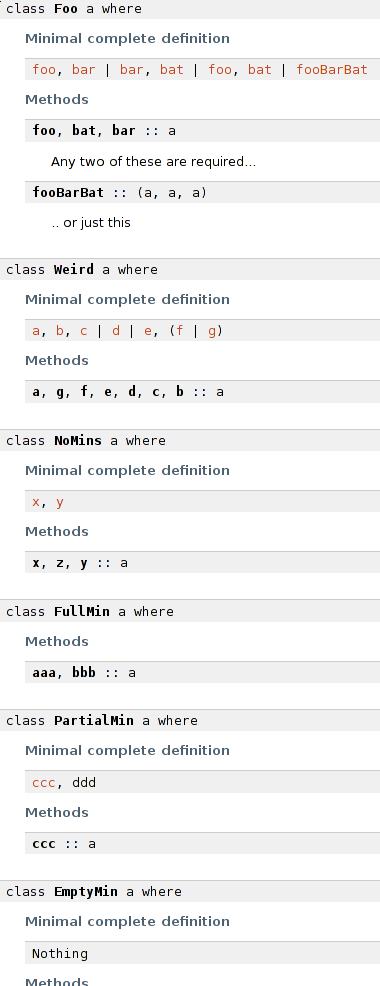 class Foo a where
Minimal complete definition
foo, bar | bar, bat | foo, bat | fooBarBat
Methods
foo, bat, bar :: a
Any two of these are required...
fooBarBat :: (a, a, a)
.. or just this
class Weird a where
Minimal complete definition
a, b, c | d | e, (f | g)
Methods
a, g, f, e, d, c, b :: a
class NoMins a where
Minimal complete definition
x, y
Methods
x, z, y :: a
class FullMin a where
Methods
aaa, bbb :: a
class PartialMin a where
Minimal complete definition
ccc, ddd
Methods
ccc :: a
class EmptyMin a where
Minimal complete definition
Nothing
Methods